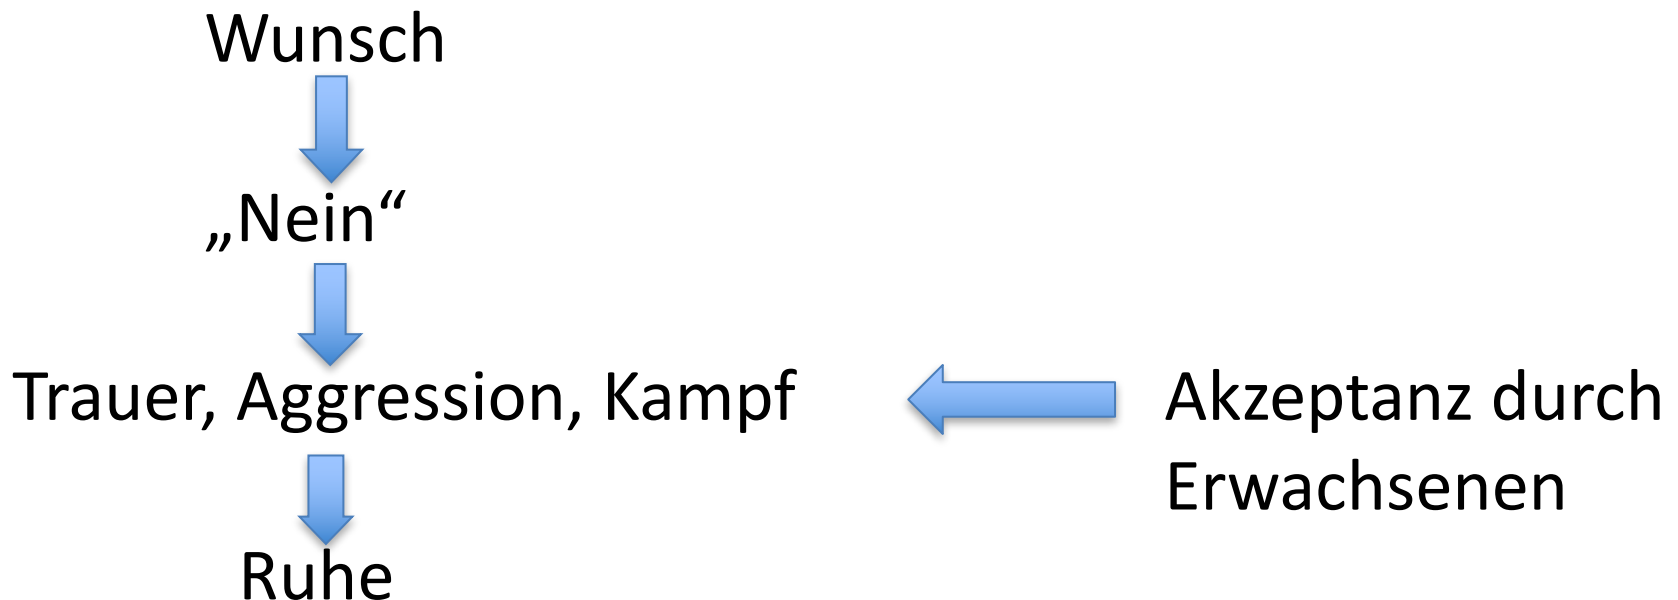 Wunsch
„Nein“
Trauer, Aggression, Kampf
Akzeptanz durch
Erwachsenen
Ruhe